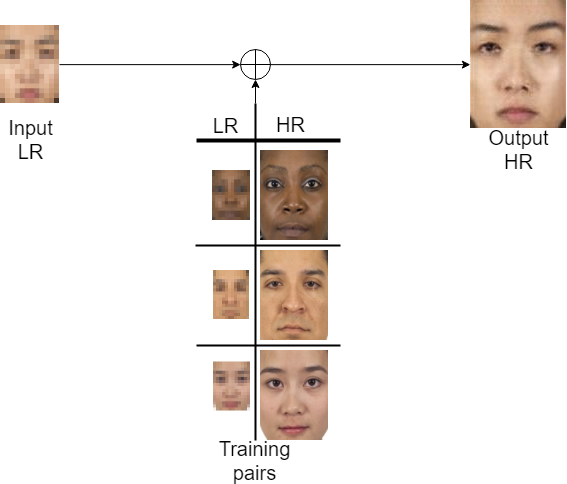 Input
LR
LR HR
Output
HR
Training
pairs